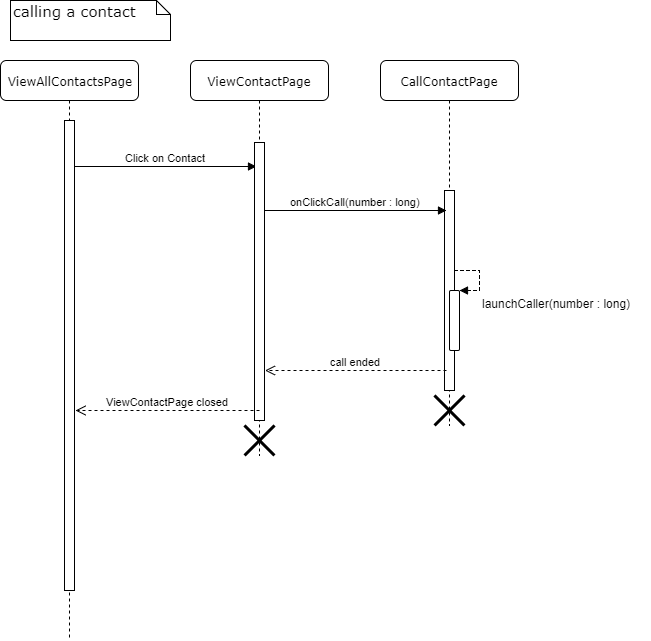 calling a contact
ViewAllContactsPage
ViewContactPage
CallContactPage
Click on Contact
onClickCall(number : long)
launchCaller(number : long)
call ended
ViewContactPage closed